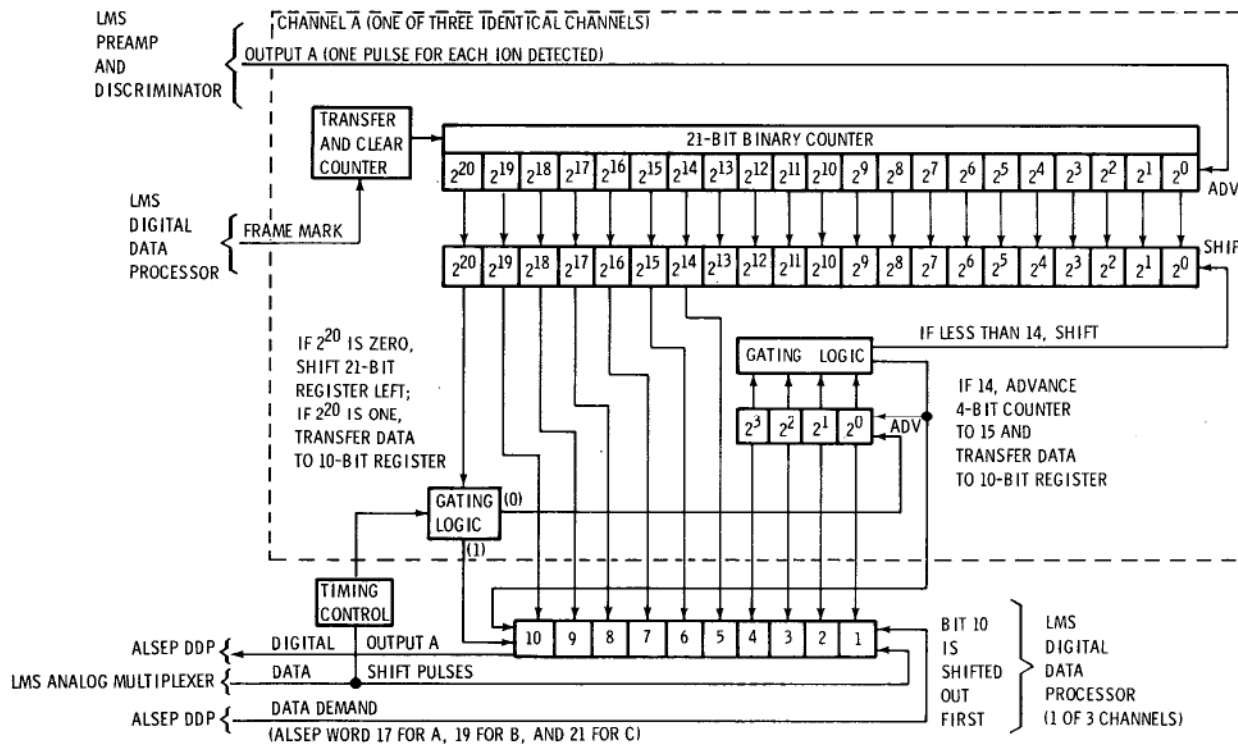 LMS
PREAMP
AND
DISCRIMINATOR
CHANNEL A (ONE OF THREE IDENTICAL CHANNELS)
OUTPUT A (ONE PULSE FOR EACH ION DETECTED)
TRANSFER
AND CLEAR
COUNTER
21-BIT BINARY COUNTER
2^20 2^19 2^18 2^17 2^16 2^15 2^14 2^13 2^12 2^11 2^10 2^9 2^8 2^7 2^6 2^5 2^4 2^3 2^2 2^1 2^0
ADV
LMS
DIGITAL
DATA
PROCESSOR
FRAME MARK
2^20 2^19 2^18 2^17 2^16 2^15 2^14 2^13 2^12 2^11 2^10 2^9 2^8 2^7 2^6 2^5 2^4 2^3 2^2 2^1 2^0
SHIFT
IF 2^20 IS ZERO,
SHIFT 21-BIT
REGISTER LEFT;
IF 2^20 IS ONE,
TRANSFER DATA
TO 10-BIT REGISTER
IF LESS THAN 14, SHIFT
GATING LOGIC
2^3 2^2 2^1 2^0
ADV
IF 14, ADVANCE
4-BIT COUNTER
TO 15 AND
TRANSFER DATA
TO 10-BIT REGISTER
GATING
LOGIC
(0)
(1)
TIMING
CONTROL
10 9 8 7 6 5 4 3 2 1
ALSEP DDP
DIGITAL OUTPUT A
LMS ANALOG MULTIPLEXER
DATA SHIFT PULSES
ALSEP DDP
DATA DEMAND
(ALSEP WORD 17 FOR A, 19 FOR B, AND 21 FOR C)
BIT 10
IS
SHIFTED
OUT
FIRST
LMS
DIGITAL
DATA
PROCESSOR
(1 OF 3 CHANNELS)